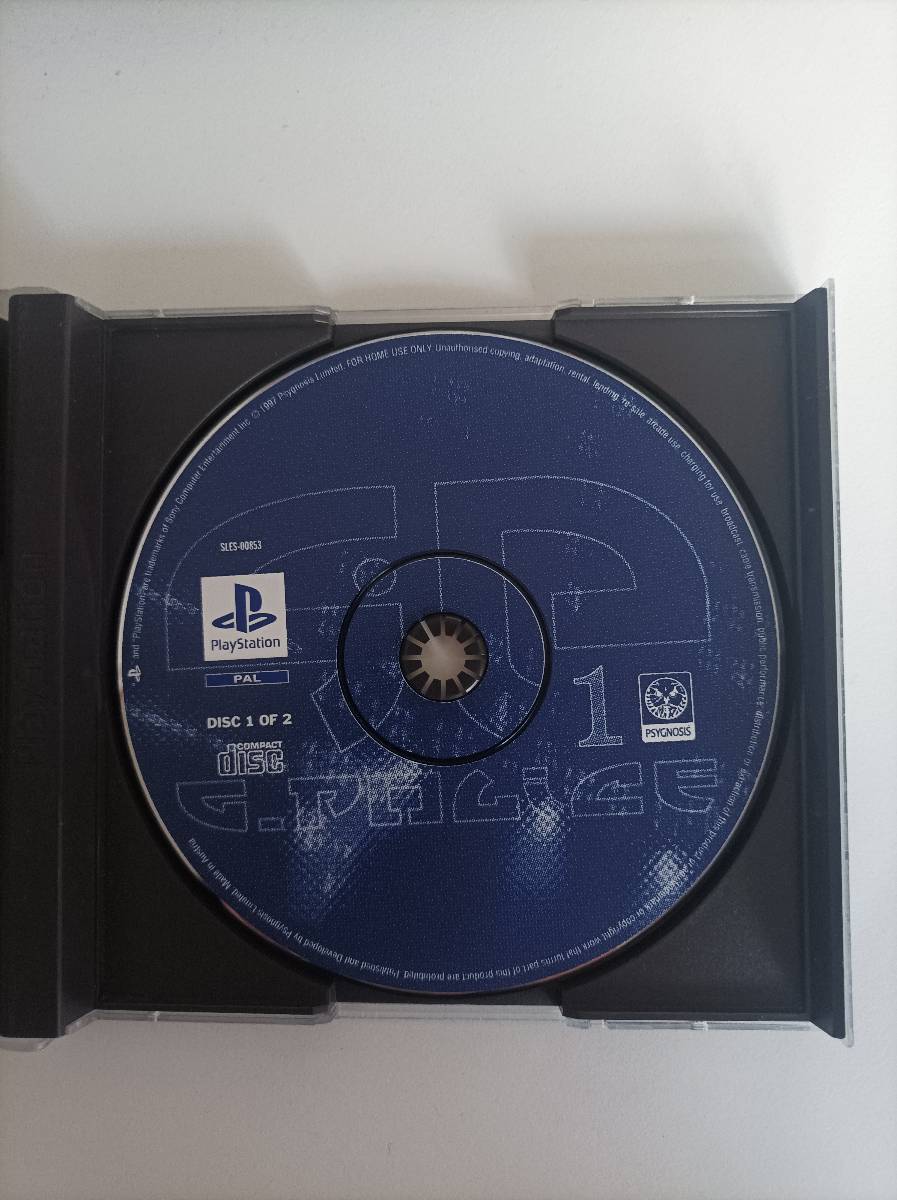 and "PlayStation" are trademarks of Sony Computer Entertainment Inc. © 1997 Psygnosis Limited. FOR HOME USE ONLY. Unauthorised copying, adaptation, rental, lending, re-sale, arcade use, charging for use, broadcast, cable transmission, public performance, distribution or extraction of this product or any trademark or copyright work that forms part of this product are prohibited. Published and Developed by Psygnosis Limited. Made in Austria
SLES-00853
PlayStation
PAL
DISC 1 OF 2
COMPACT
disc
1
PSYGNOSIS